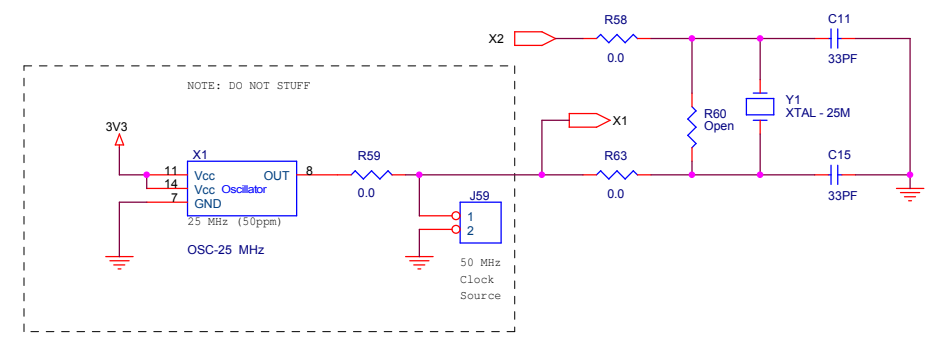 R58
C11
X2
0.0
33PF
NOTE: DO NOT STUFF
3V3
X1
R60
Open
Y1
XTAL - 25M
X1
R59
R63
C15
11
Vcc
OUT
8
14
Vcc
Oscillator
7
GND
0.0
0.0
33PF
25 MHz (50ppm)
OSC-25 MHz
J59
1
2
50 MHz
Clock
Source